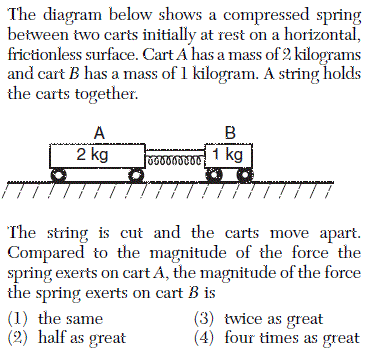 The diagram below shows a compressed spring
between two carts initially at rest on a horizontal,
frictionless surface. Cart A has a mass of 2 kilograms
and cart B has a mass of 1 kilogram. A string holds
the carts together.
A B
2 kg 1 kg
The string is cut and the carts move apart.
Compared to the magnitude of the force the
spring exerts on cart A, the magnitude of the force
the spring exerts on cart B is
(1) the same (3) twice as great
(2) half as great (4) four times as great